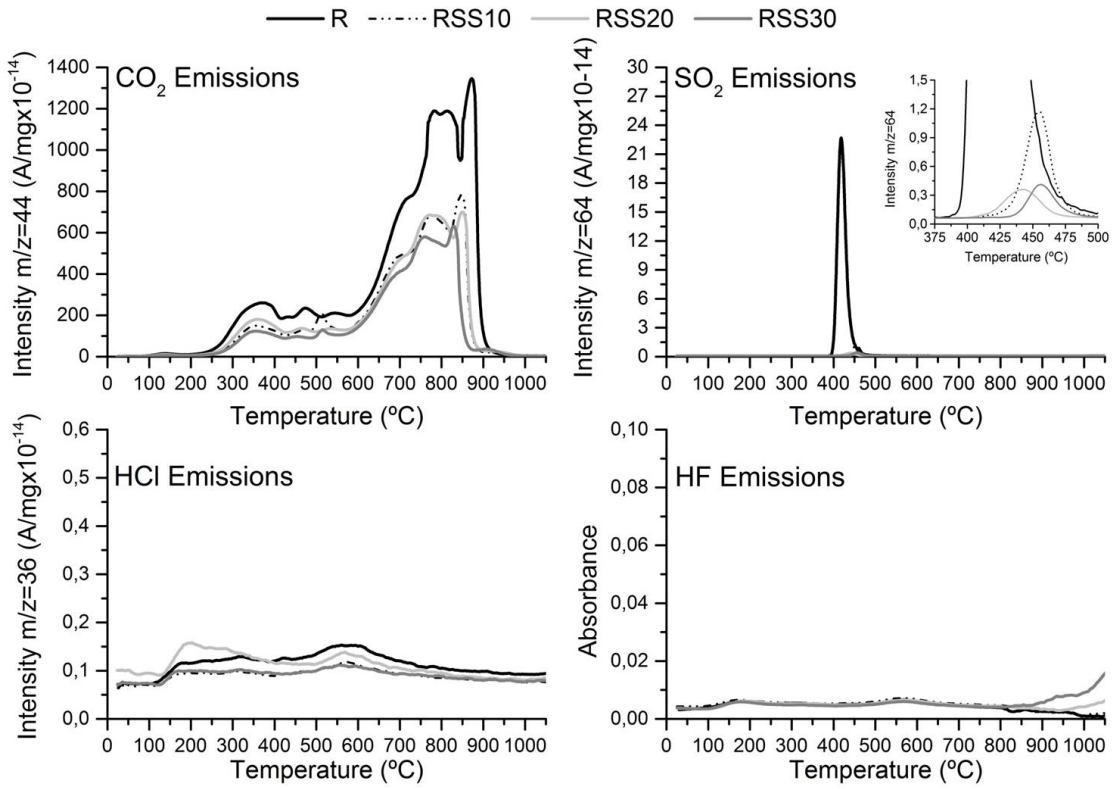 R RSS10 RSS20 RSS30
CO2 Emissions
Intensity m/z=44 (A/mgx10-14)
1400
1200
1000
800
600
400
200
0
0 100 200 300 400 500 600 700 800 900 1000
Temperature (ºC)
SO2 Emissions
Intensity m/z=64 (A/mgx10-14)
30
27
24
21
18
15
12
9
6
3
0
0 100 200 300 400 500 600 700 800 900 1000
Temperature (ºC)
Intensity m/z=64
1,5
1,2
0,9
0,6
0,3
0,0
375 400 425 450 475 500
Temperature (ºC)
HCl Emissions
Intensity m/z=36 (A/mgx10-14)
0,6
0,5
0,4
0,3
0,2
0,1
0,0
0 100 200 300 400 500 600 700 800 900 1000
Temperature (ºC)
HF Emissions
Absorbance
0,10
0,08
0,06
0,04
0,02
0,00
0 100 200 300 400 500 600 700 800 900 1000
Temperature (ºC)